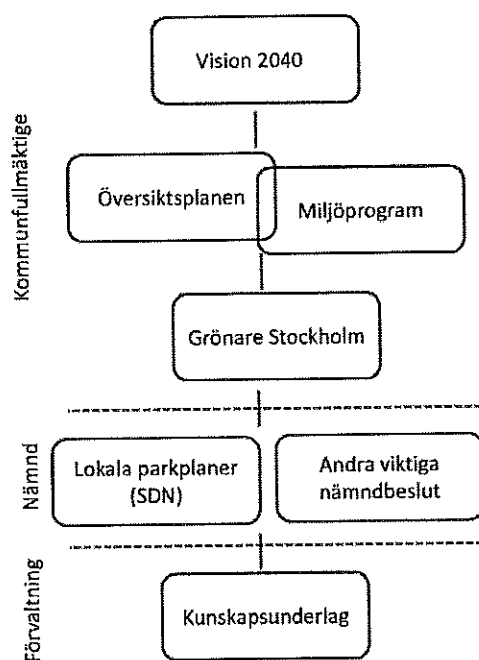 Kommunfullmäktige
Vision 2040
Översiktsplanen
Miljöprogram
Grönare Stockholm
Nämnd
Lokala parkplaner
(SDN)
Andra viktiga
nämndbeslut
Förvaltning
Kunskapsunderlag